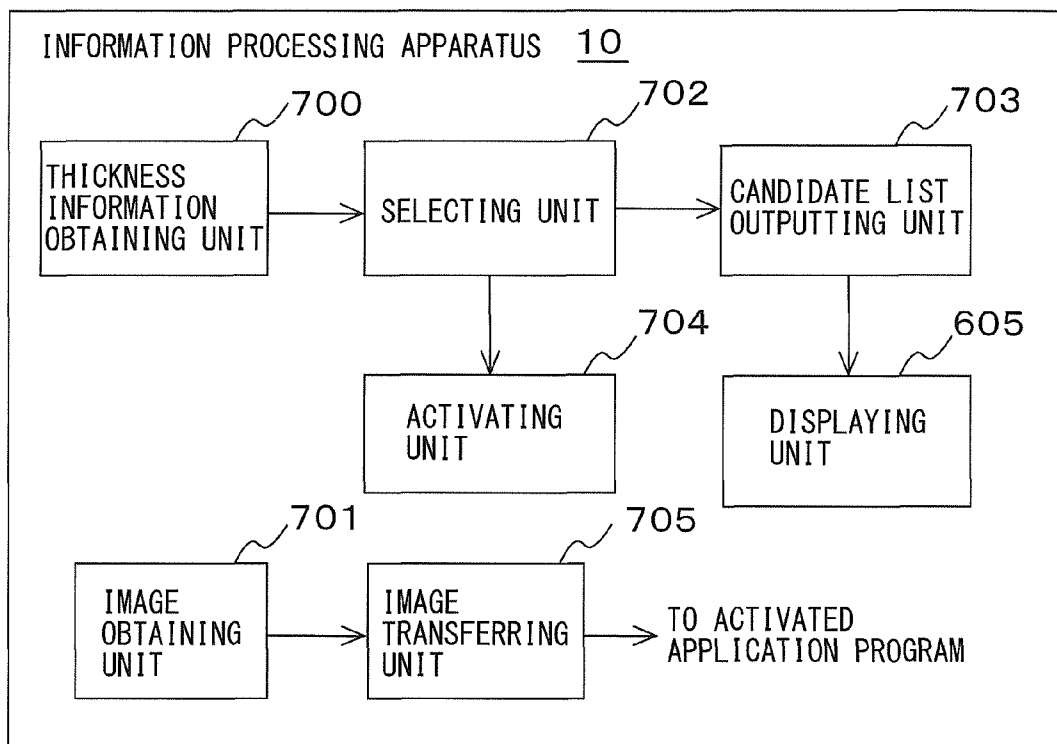 INFORMATION PROCESSING APPARATUS 10
700
702
703
THICKNESS
INFORMATION
OBTAINING UNIT
SELECTING UNIT
CANDIDATE LIST
OUTPUTTING UNIT
704
605
ACTIVATING
UNIT
DISPLAYING
UNIT
701
705
IMAGE
OBTAINING
UNIT
IMAGE
TRANSFERRING
UNIT
TO ACTIVATED
APPLICATION PROGRAM